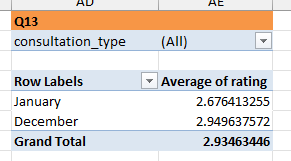 AD AE
Q13
consultation_type (All)
Row Labels Average of rating
January 2.676413255
December 2.949637572
Grand Total 2.93463446